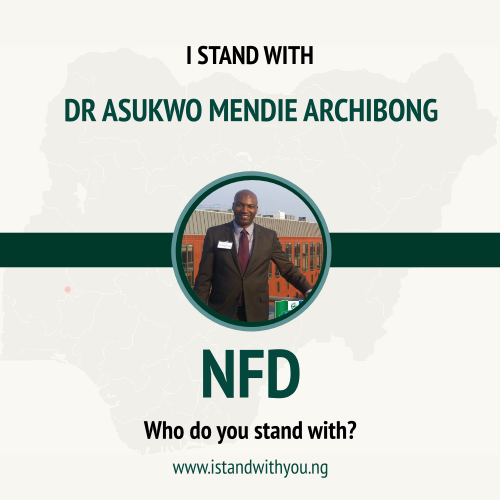 I STAND WITH
DR ASUKWO MENDIE ARCHIBONG
NFD
Who do you stand with?
www.istandwithyou.ng